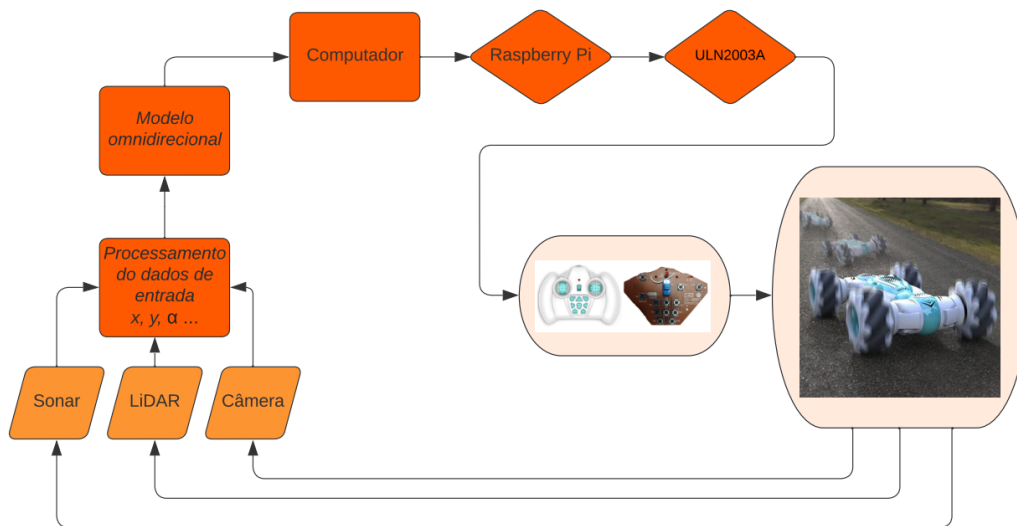 Computador
Raspberry Pi
ULN2003A
Modelo
omnidirecional
Processamento
do dados de
entrada
x, y, α ...
Sonar
LiDAR
Câmera